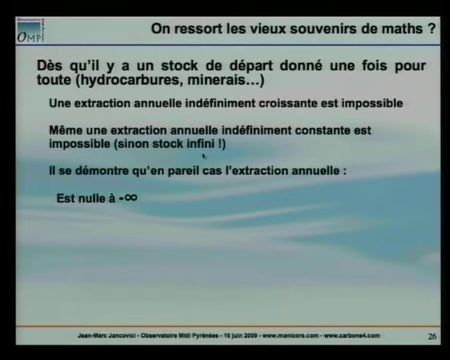 OMP
On ressort les vieux souvenirs de maths ?
Dès qu'il y a un stock de départ donné une fois pour
toute (hydrocarbures, minerais…)
Une extraction annuelle indéfiniment croissante est impossible
Même une extraction annuelle indéfiniment constante est
impossible (sinon stock infini !)
Il se démontre qu'en pareil cas l'extraction annuelle :
Est nulle à -∞
Jean-Marc Jancovici - Observatoire Midi Pyrénées - 16 juin 2009 - www.manicore.com - www.carbone4.com
26